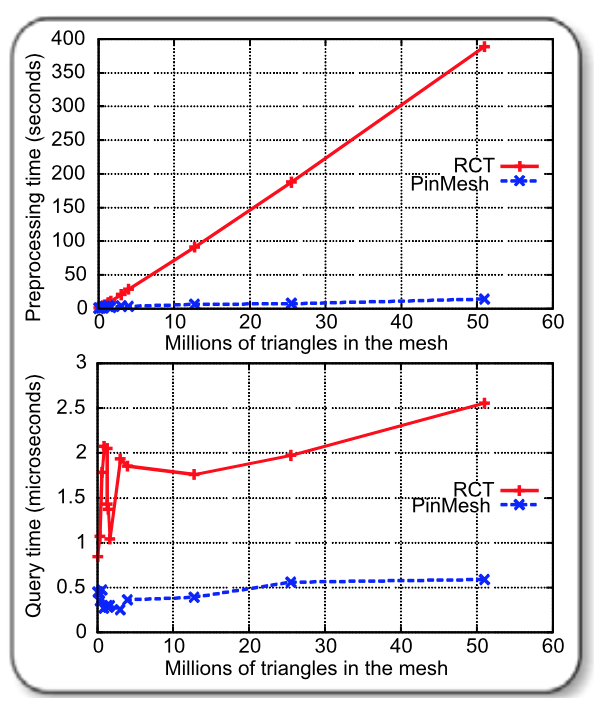 400
350
300
250
200
150
100
50
0
Preprocessing time (seconds)
RCT
PinMesh
0 10 20 30 40 50 60
Millions of triangles in the mesh
3
2.5
2
1.5
1
0.5
0
Query time (microseconds)
RCT
PinMesh
0 10 20 30 40 50 60
Millions of triangles in the mesh